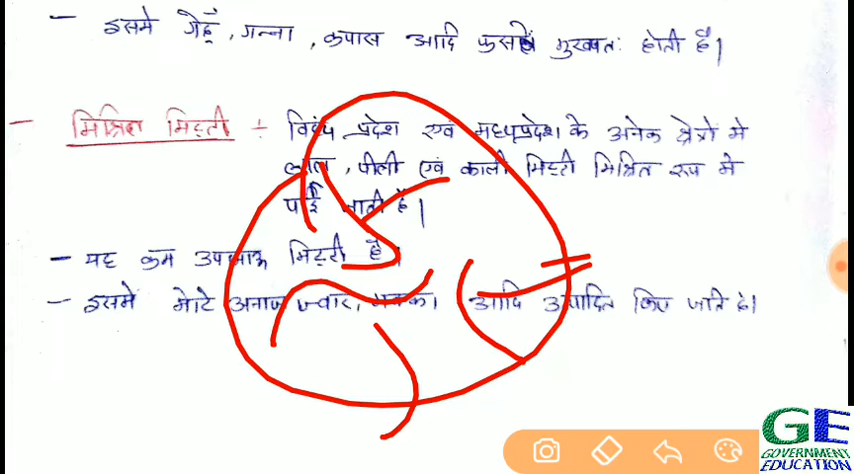 - इसमे गेहूँ, गन्ना, कपास आदि फसलें मुख्यतः होती है।
- मिश्रित मिट्टी ÷ विंध्य प्रदेश एवं मध्यप्रदेश के अनेक क्षेत्रो मे
लाल, पीली एवं काली मिट्टी मिश्रित रूप मे
पाई जाती है।
- यह कम उपजाऊ मिट्टी है।
- इसमे मोटे अनाज ज्वार, मक्का आदि उत्पादित किए जाते है।
GE
GOVERNMENT
EDUCATION